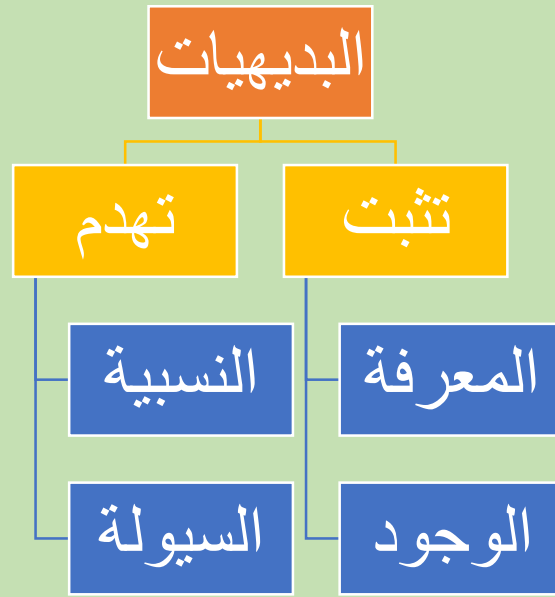 البديهيات
تثبت
تهدم
المعرفة
النسبية
الوجود
السيولة